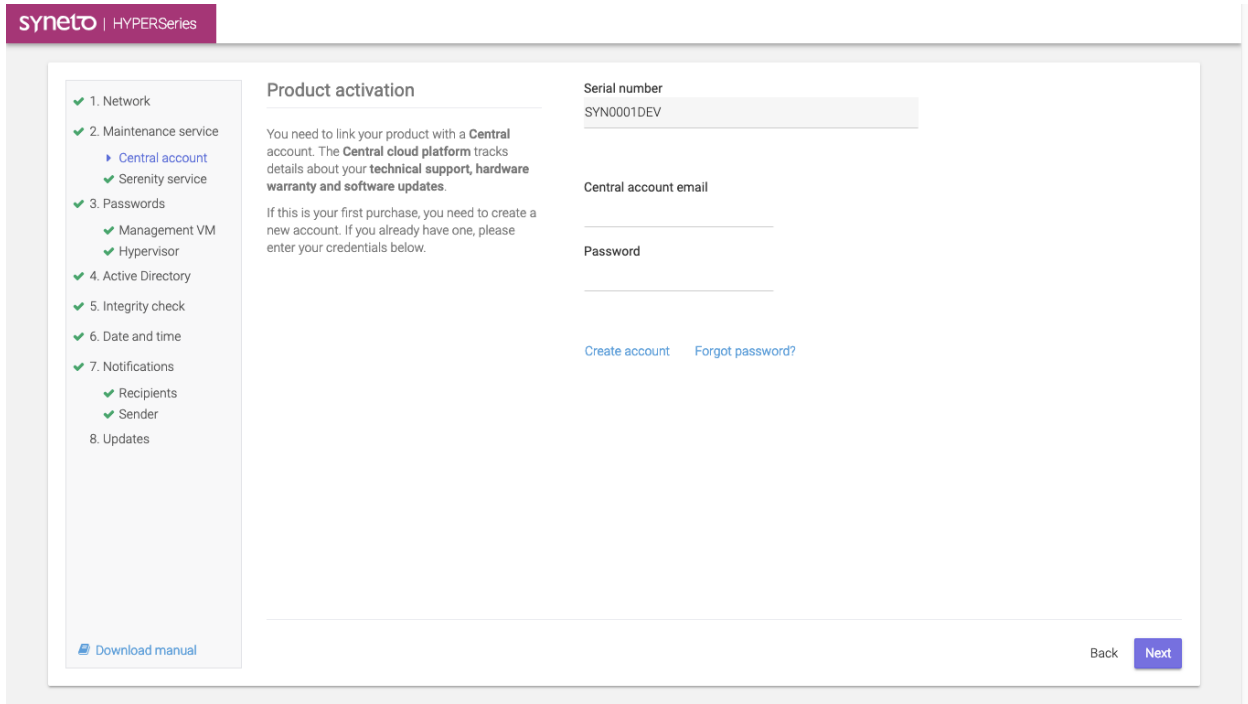 syneto | HYPERSeries
1. Network
2. Maintenance service
Central account
Serenity service
3. Passwords
Management VM
Hypervisor
4. Active Directory
5. Integrity check
6. Date and time
7. Notifications
Recipients
Sender
8. Updates
Download manual
Product activation
You need to link your product with a Central
account. The Central cloud platform tracks
details about your technical support, hardware
warranty and software updates.
If this is your first purchase, you need to create a
new account. If you already have one, please
enter your credentials below.
Serial number
SYN0001DEV
Central account email
Password
Create account Forgot password?
Back Next